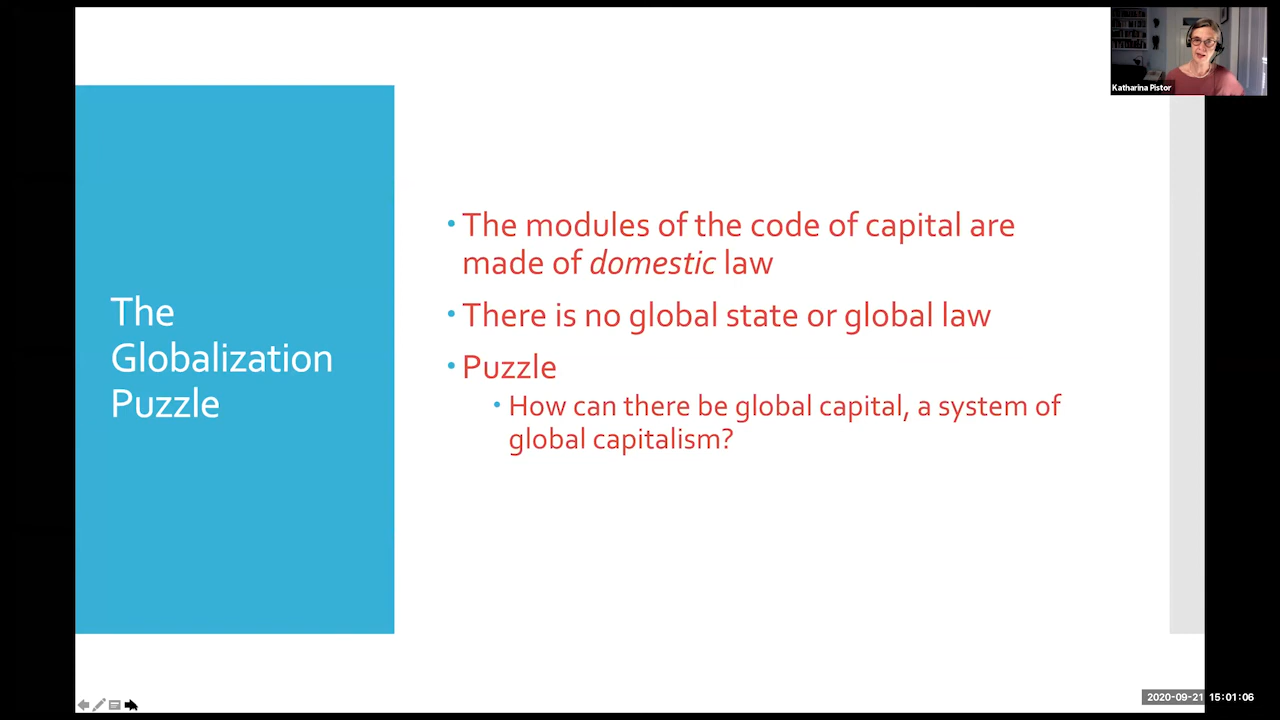 Katharina Pistor
The
Globalization
Puzzle
• The modules of the code of capital are
made of domestic law
• There is no global state or global law
• Puzzle
• How can there be global capital, a system of
global capitalism?
2020-09-21 15:01:06